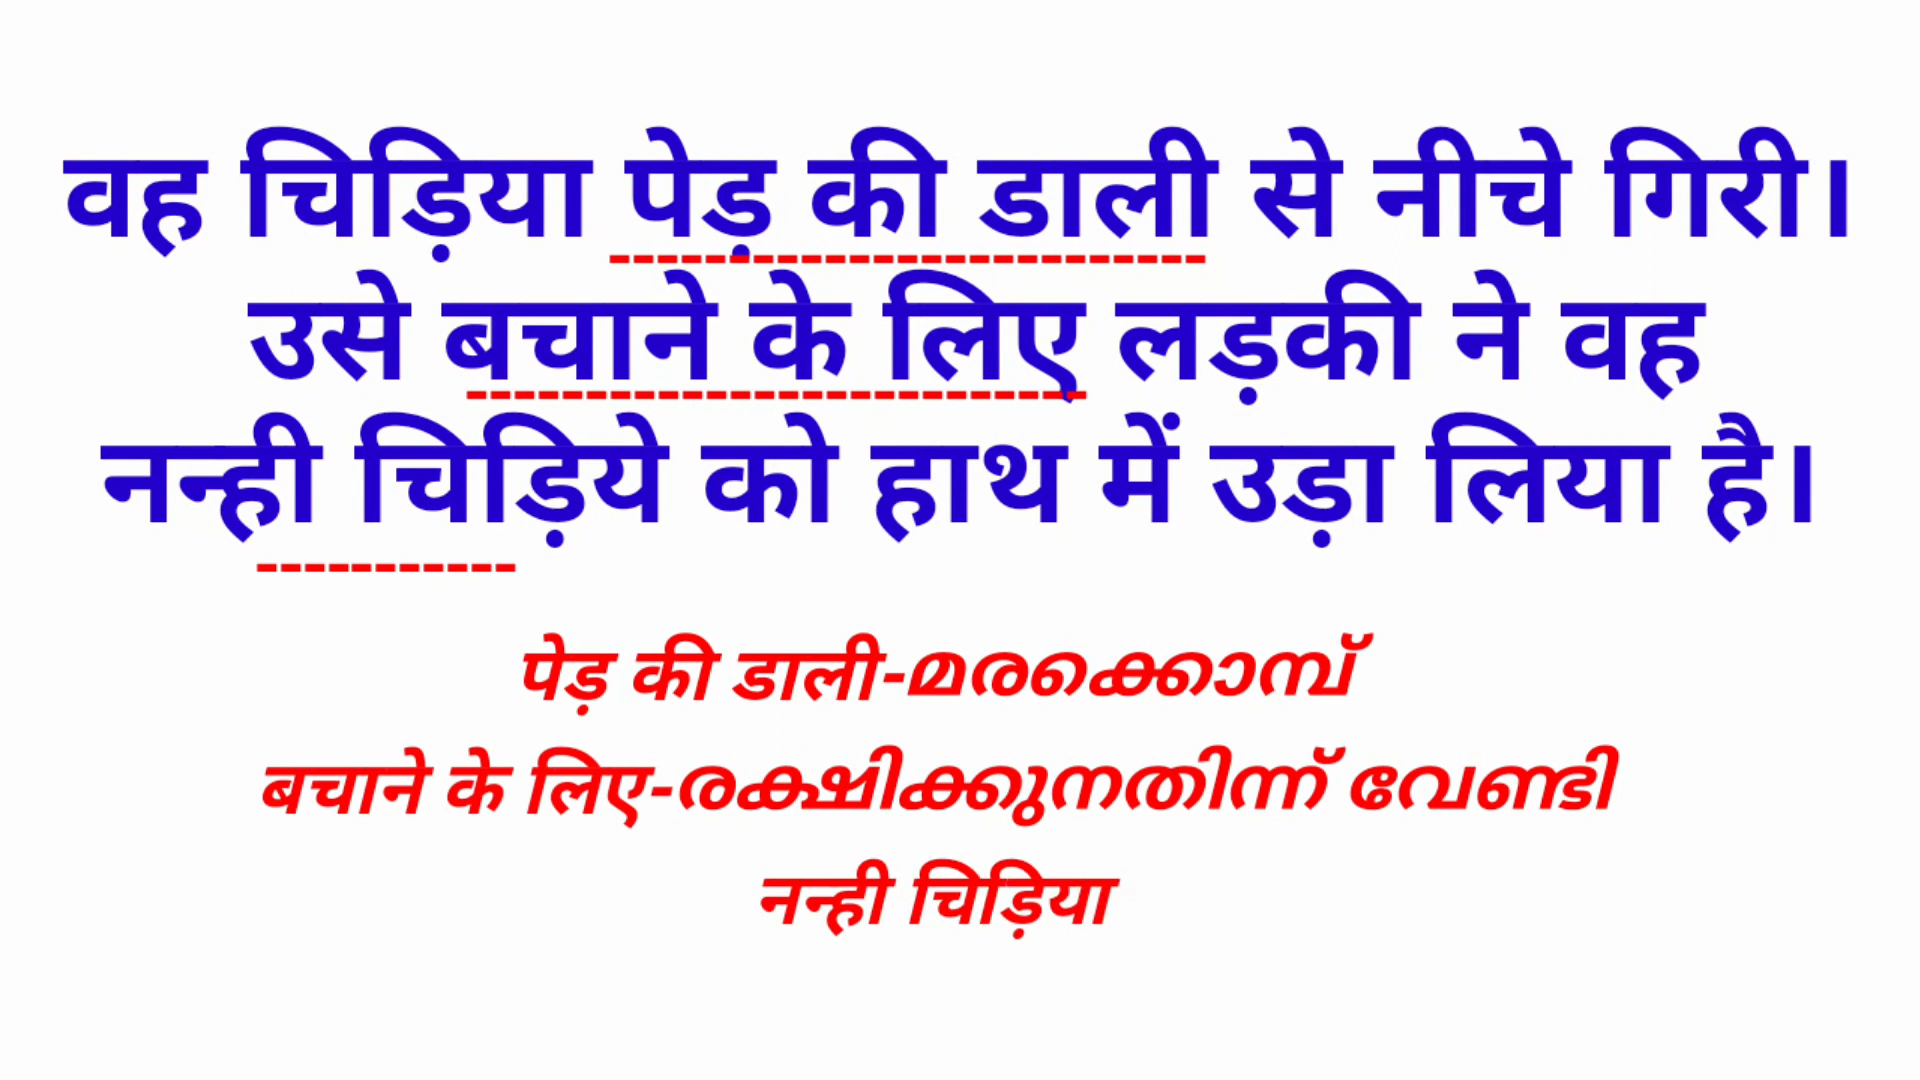 वह चिड़िया पेड़ की डाली से नीचे गिरी।
उसे बचाने के लिए लड़की ने वह
नन्ही चिड़िये को हाथ में उड़ा लिया है।
पेड़ की डाली-മരക്കൊമ്പ്
बचाने के लिए-രക്ഷിക്കുനതിന്ന് വേണ്ടി
नन्ही चिड़िया